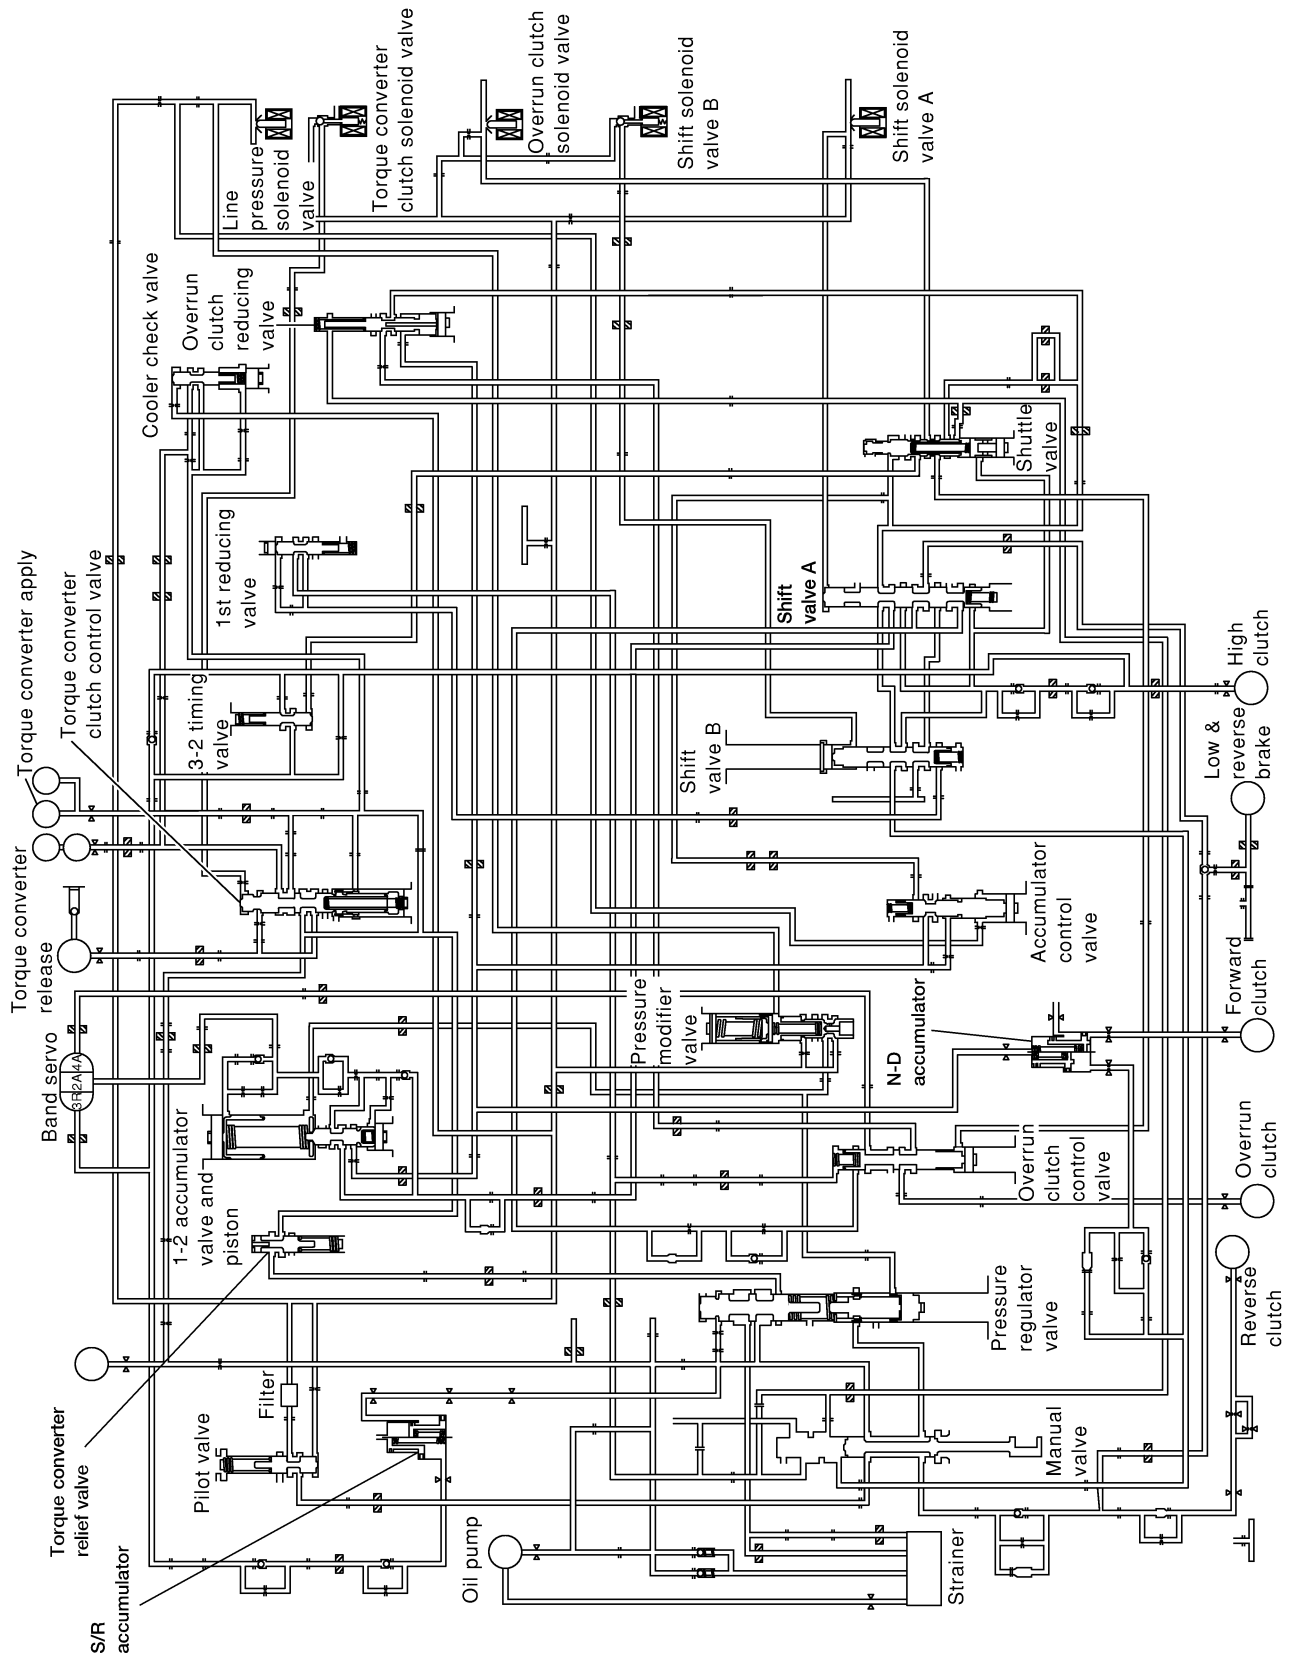 Line
pressure
solenoid
valve
Torque converter
clutch solenoid valve
Overrun clutch
solenoid valve
Shift solenoid
valve B
Shift solenoid
valve A
Cooler check valve
Overrun
clutch
reducing
valve
Shuttle
valve
Torque converter apply
Torque converter
clutch control valve
1st reducing
valve
Shift
valve A
High
clutch
3-2 timing
valve
Shift
valve B
Low &
reverse
brake
Torque converter
release
Accumulator
control
valve
Forward
clutch
Band servo
3R2A4A
Pressure
modifier
valve
N-D
accumulator
1-2 accumulator
valve and
piston
Overrun
clutch
control
valve
Overrun
clutch
Pressure
regulator
valve
Reverse
clutch
Torque converter
relief valve
Pilot valve
Filter
Manual
valve
S/R
accumulator
Oil pump
Strainer